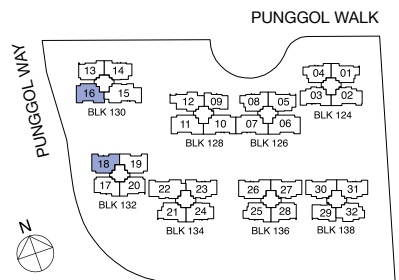 PUNGGOL WALK
PUNGGOL WAY
13 14
16 15
BLK 130
04 01
03 02
BLK 124
12 09
11 10
BLK 128
08 05
07 06
BLK 126
18 19
17 20
BLK 132
22 23
21 24
BLK 134
26 27
25 28
BLK 136
30 31
29 32
BLK 138
N